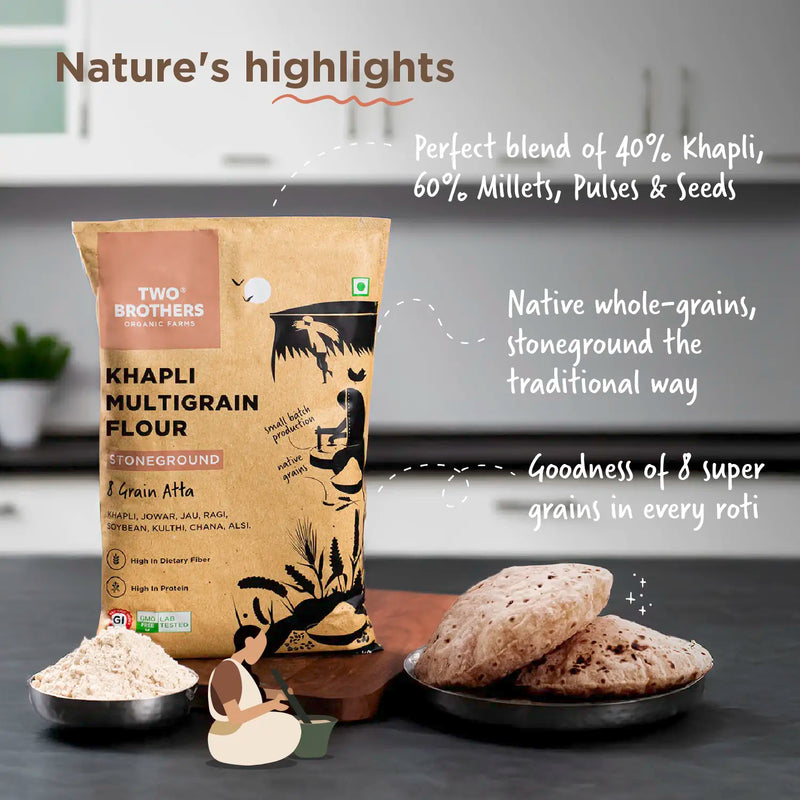 Nature's highlights
Perfect blend of 40% Khapli,
60% Millets, Pulses & Seeds
TWO®
BROTHERS
ORGANIC FARMS
Native whole-grains,
stoneground the
traditional way
KHAPLI
MULTIGRAIN
FLOUR
STONEGROUND
small batch
production
native
grains
8 Grain Atta
KHAPLI, JOWAR, JAU, RAGI,
SOYBEAN, KULTHI, CHANA, ALSI.
Goodness of 8 super
grains in every roti
High In Dietary Fiber
High In Protein
GI
GMO
FREE
LAB
TESTED